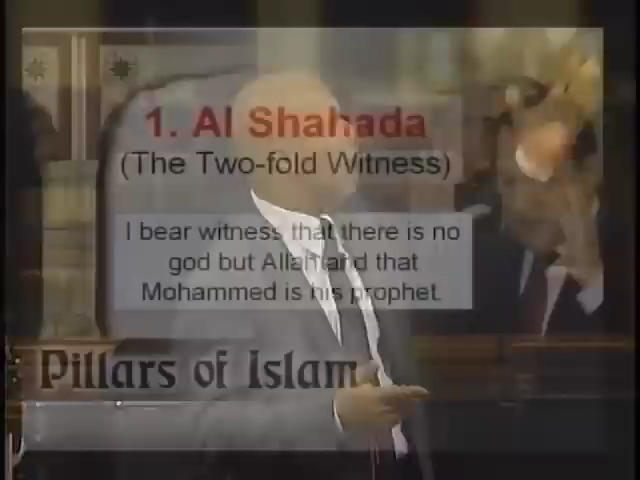 1. Al Shahada
(The Two-fold Witness)
I bear witness that there is no
god but Allah and that
Mohammed is his prophet.
Pillars of Islam